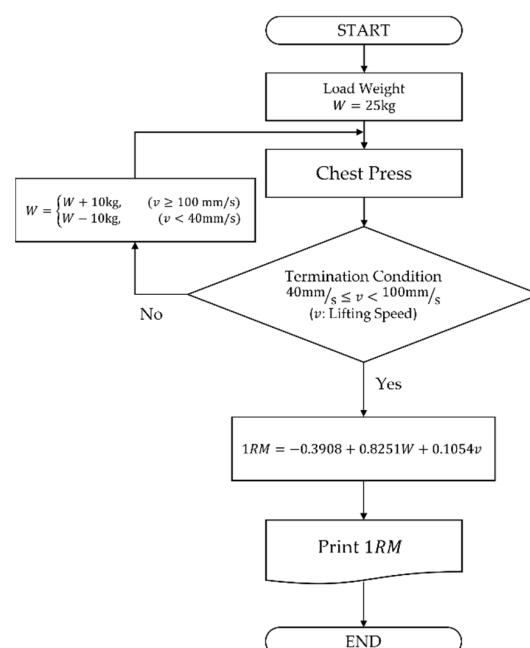 START
Load Weight
W = 25kg
Chest Press
W = { W + 10kg, (v ≥ 100 mm/s)
W − 10kg, (v < 40mm/s)
Termination Condition
40mm/s ≤ v < 100mm/s
(v: Lifting Speed)
No
Yes
1RM = −0.3908 + 0.8251W + 0.1054v
Print 1RM
END